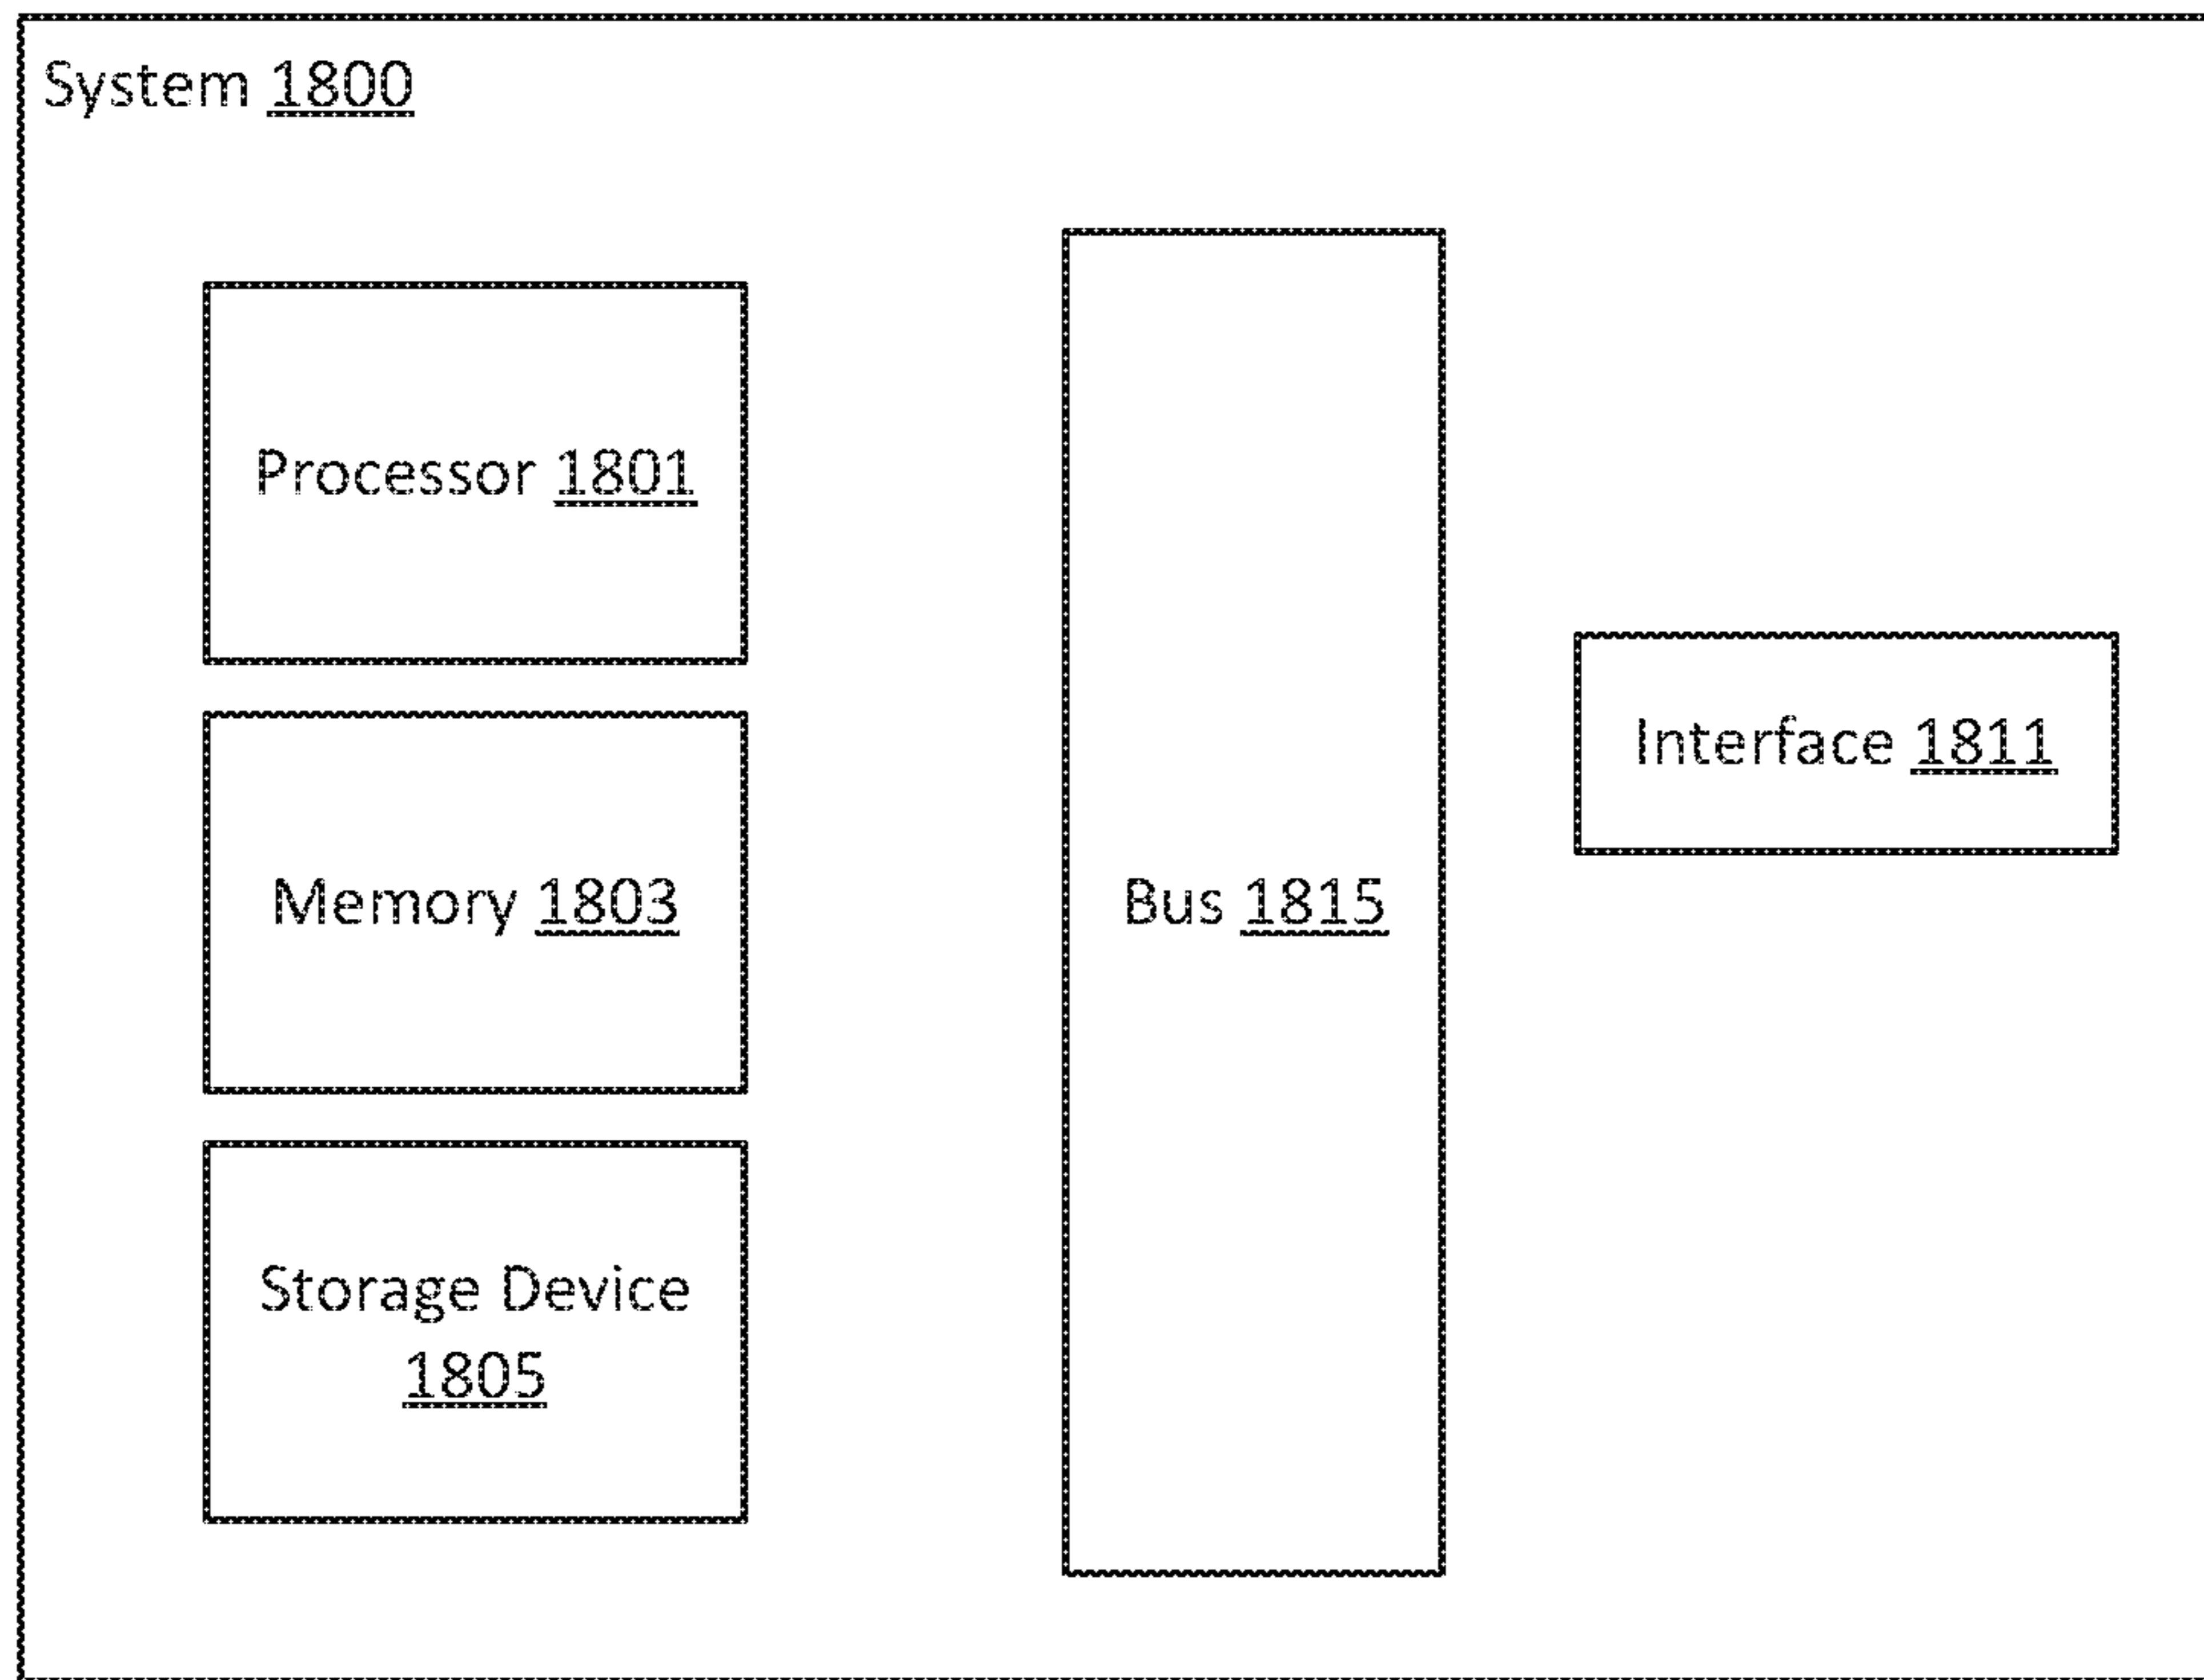 System 1800
Processor 1801
Interface 1811
Memory 1803
Bus 1815
Storage Device
1805